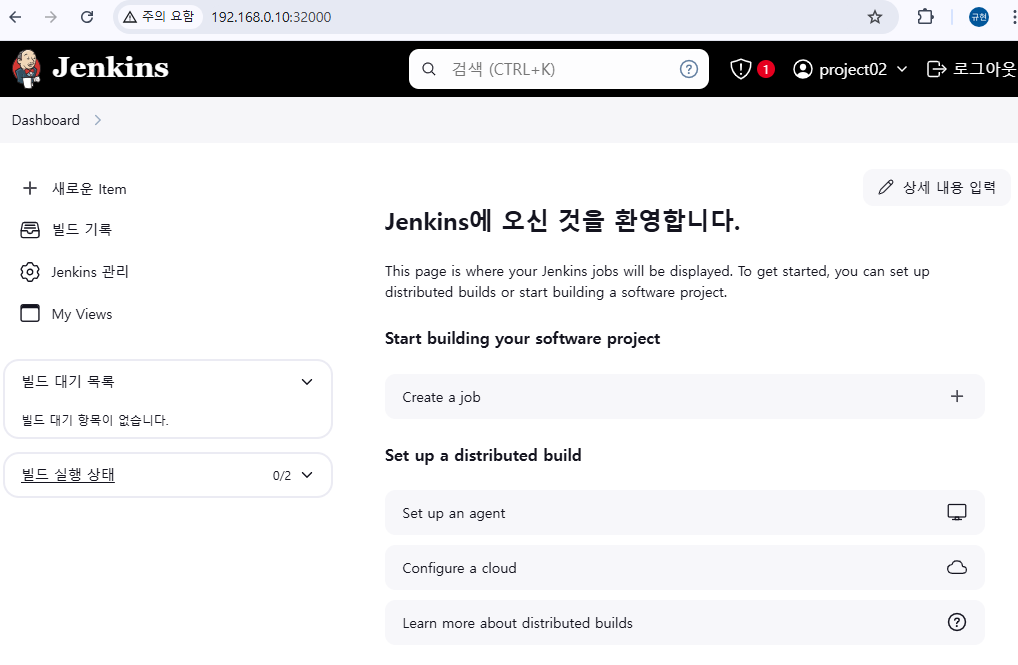 주의 요함
192.168.0.10:32000
규현
Jenkins
검색 (CTRL+K)
?
1
project02
로그아웃
Dashboard
새로운 Item
빌드 기록
Jenkins 관리
My Views
빌드 대기 목록
빌드 대기 항목이 없습니다.
빌드 실행 상태
0/2
상세 내용 입력
Jenkins에 오신 것을 환영합니다.
This page is where your Jenkins jobs will be displayed. To get started, you can set up
distributed builds or start building a software project.
Start building your software project
Create a job
Set up a distributed build
Set up an agent
Configure a cloud
Learn more about distributed builds
?